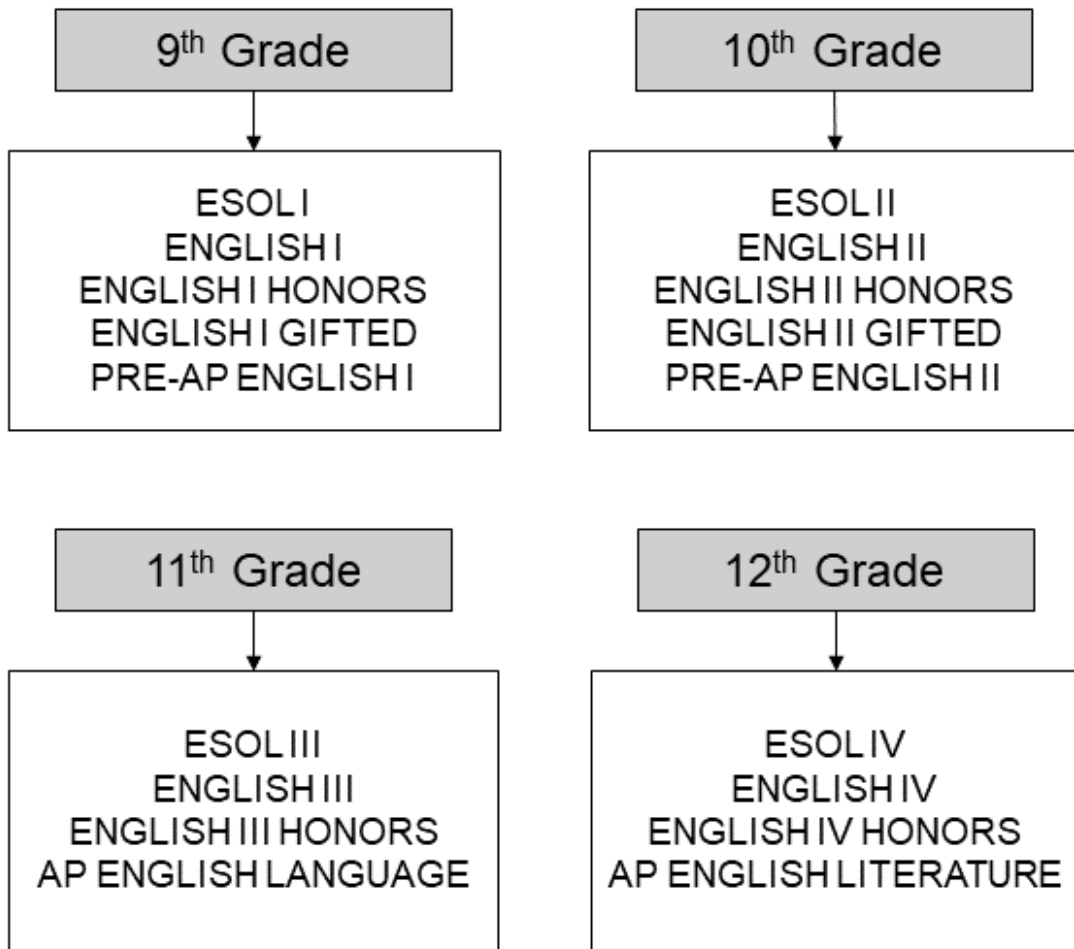 9th Grade
ESOL I
ENGLISH I
ENGLISH I HONORS
ENGLISH I GIFTED
PRE-AP ENGLISH I
10th Grade
ESOL II
ENGLISH II
ENGLISH II HONORS
ENGLISH II GIFTED
PRE-AP ENGLISH II
11th Grade
ESOL III
ENGLISH III
ENGLISH III HONORS
AP ENGLISH LANGUAGE
12th Grade
ESOL IV
ENGLISH IV
ENGLISH IV HONORS
AP ENGLISH LITERATURE